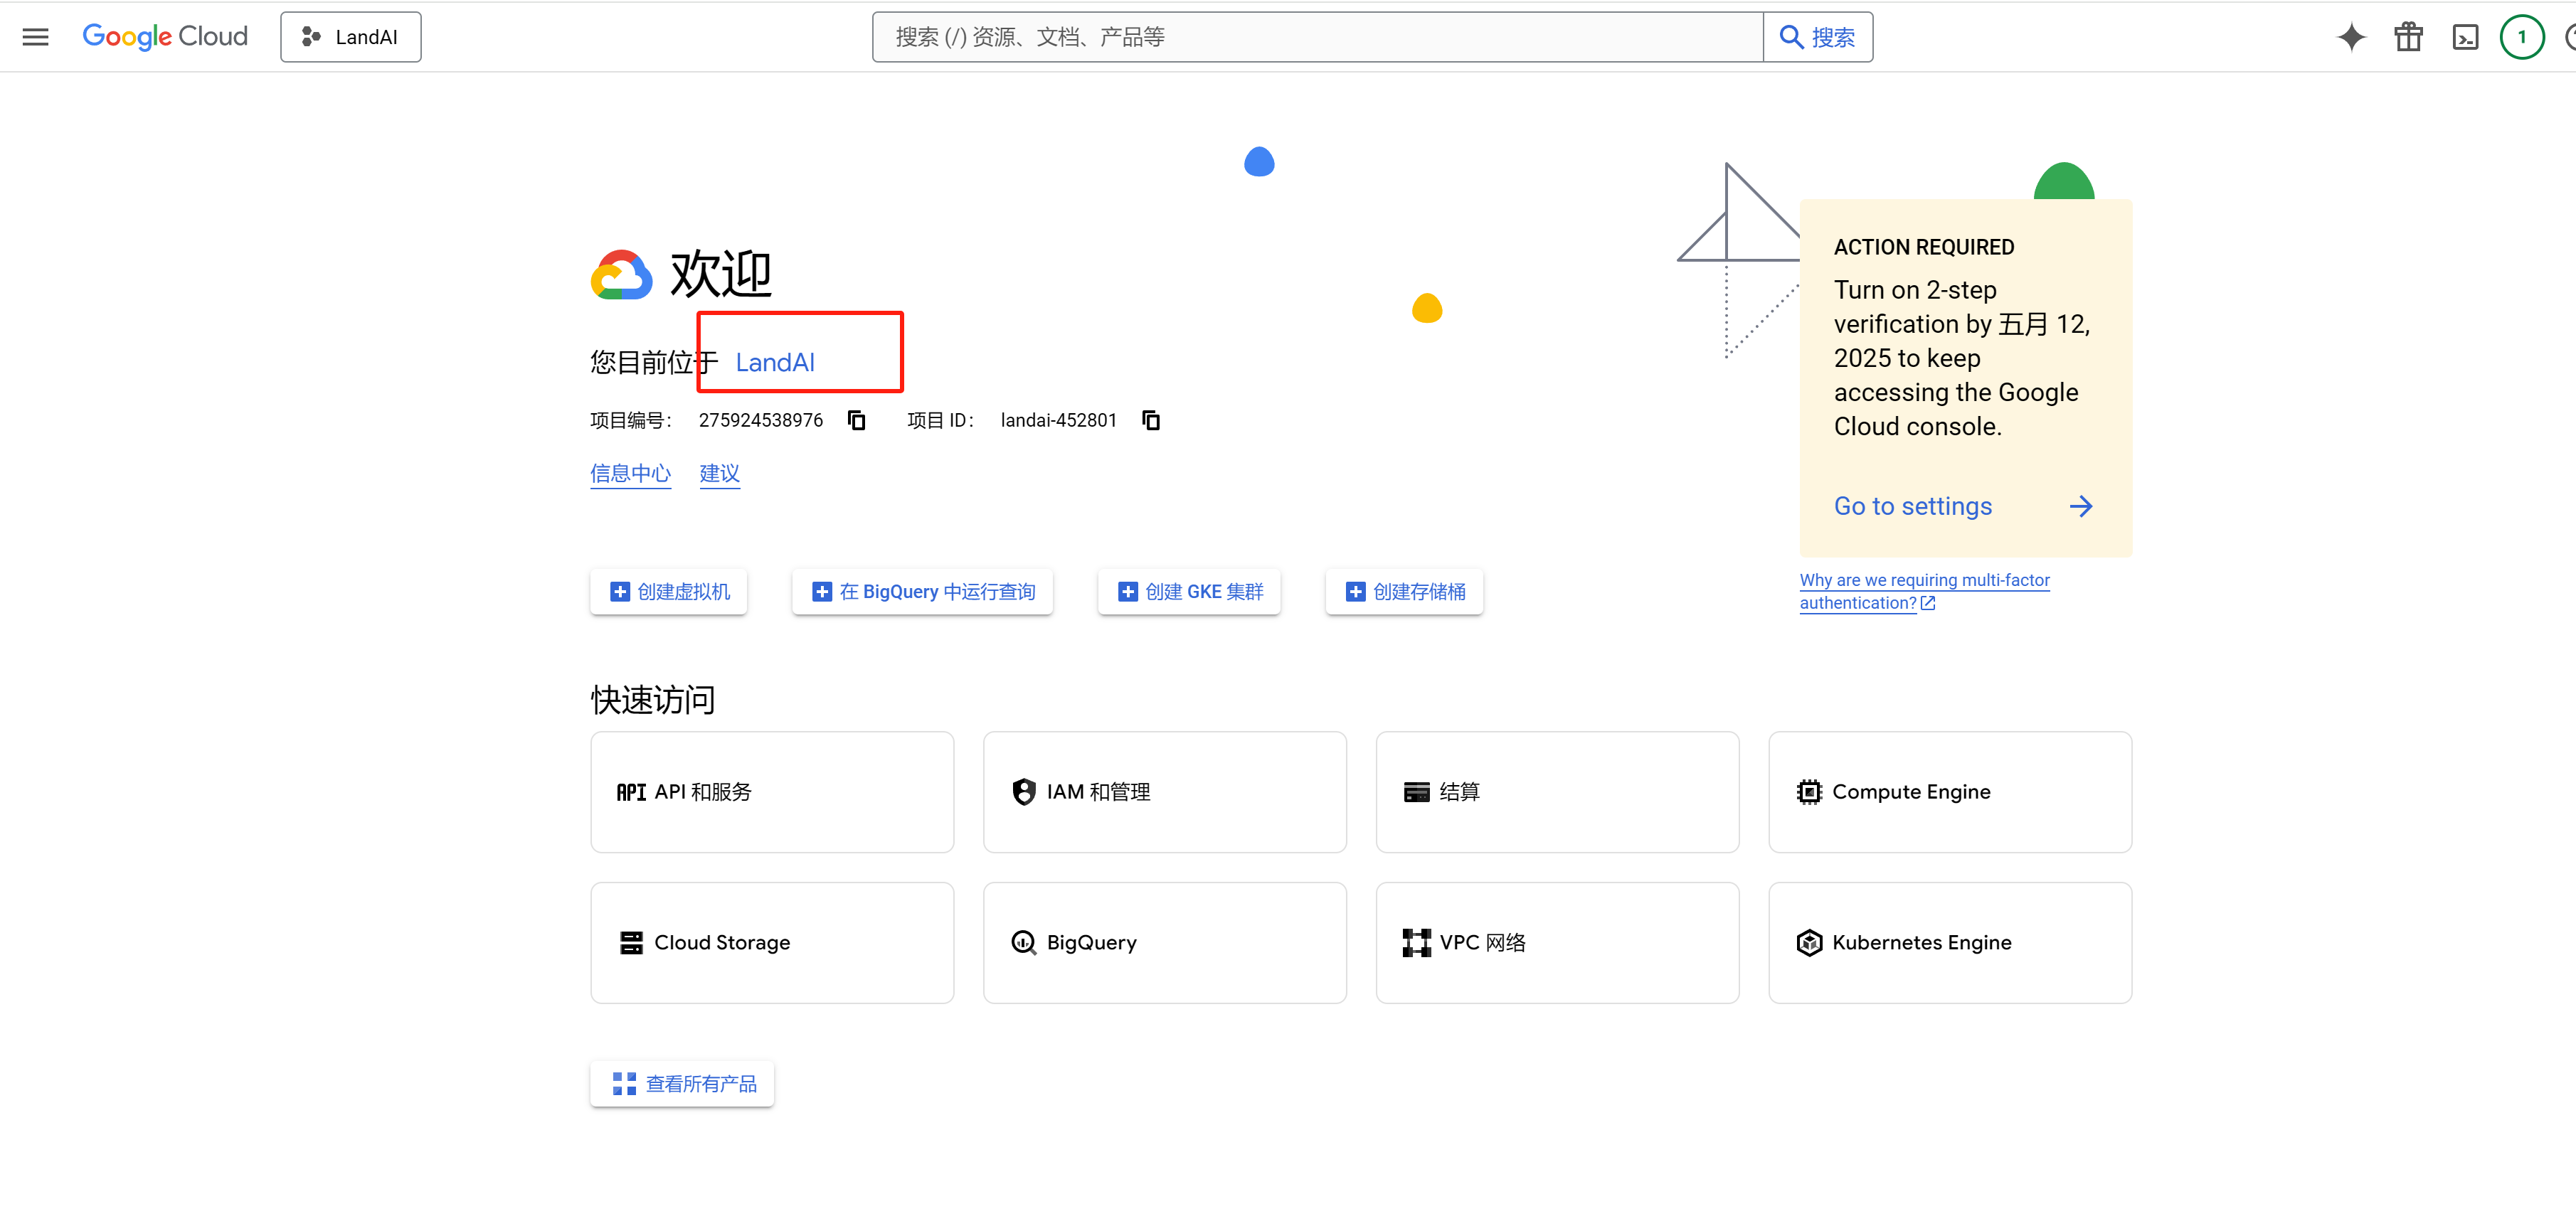 Google Cloud
LandAI
搜索 (/) 资源、文档、产品等
搜索
1
欢迎
您目前位于 LandAI
项目编号： 275924538976 项目 ID： landai-452801
信息中心 建议
ACTION REQUIRED
Turn on 2-step
verification by 五月 12,
2025 to keep
accessing the Google
Cloud console.
Go to settings
Why are we requiring multi-factor
authentication?
创建虚拟机
在 BigQuery 中运行查询
创建 GKE 集群
创建存储桶
快速访问
API API 和服务
IAM 和管理
结算
Compute Engine
Cloud Storage
BigQuery
VPC 网络
Kubernetes Engine
查看所有产品